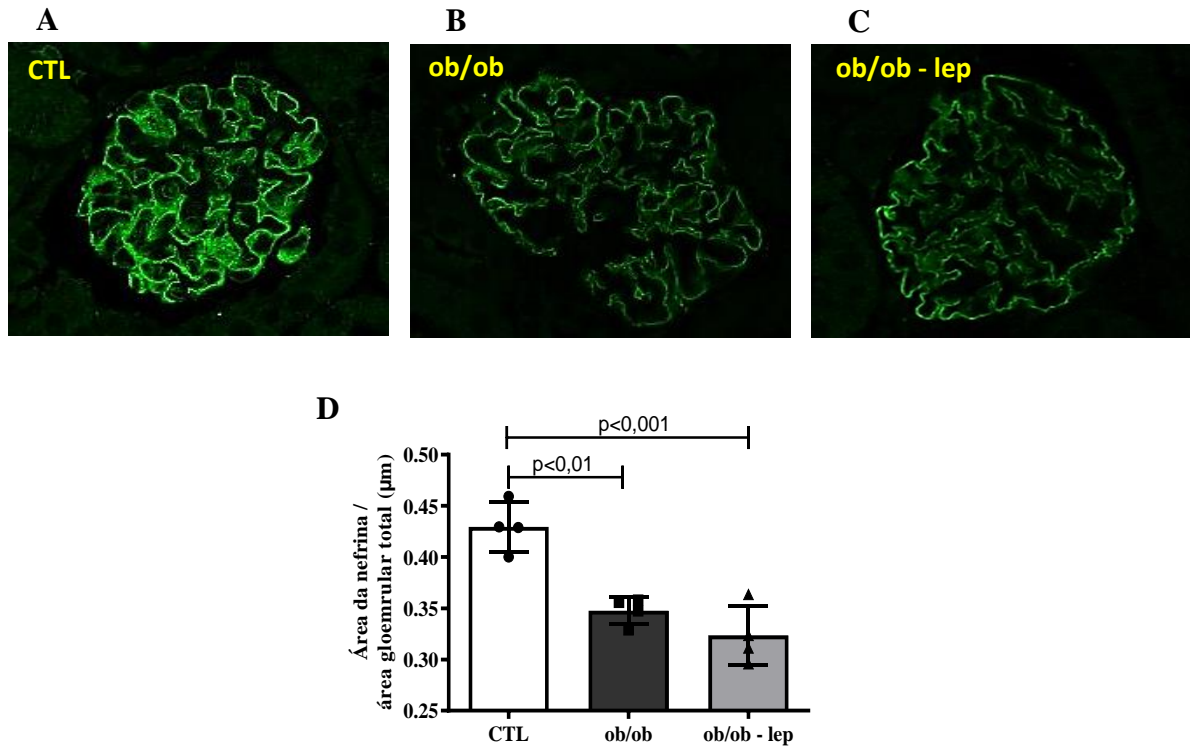 A
B
C
CTL
ob/ob
ob/ob - lep
D
p<0,001
p<0,01
Área da nefrina /
área gloemrular total (µm)
0.50
0.45
0.40
0.35
0.30
0.25
CTL
ob/ob
ob/ob - lep